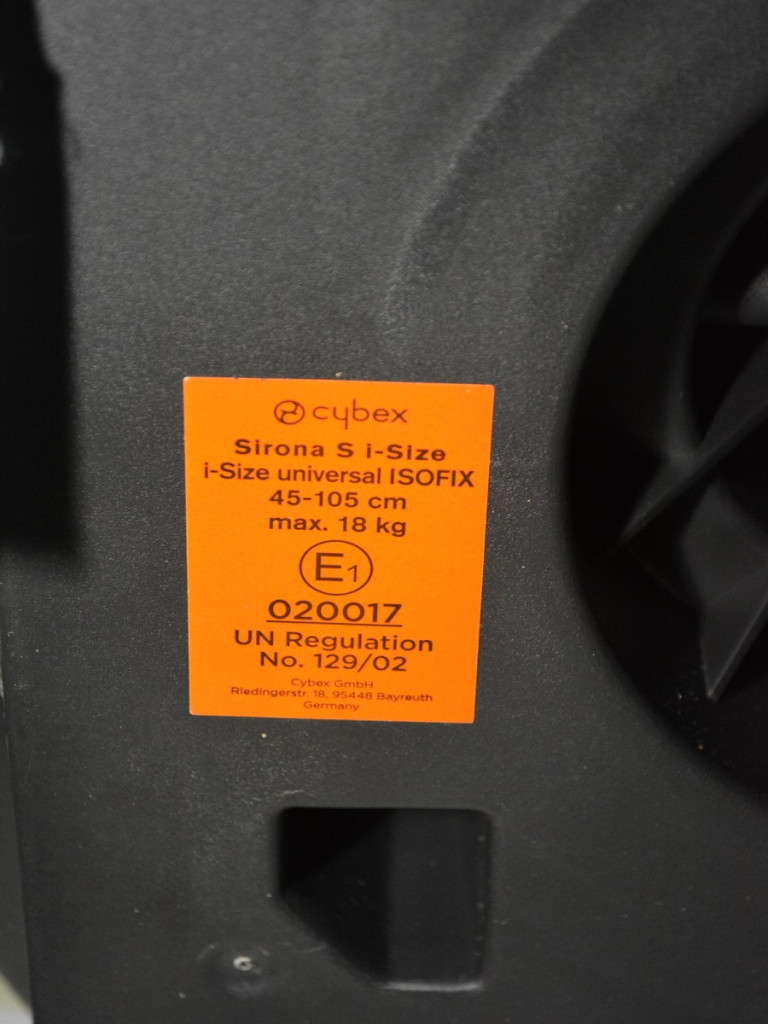 cybex
Sirona S i-Size
i-Size universal ISOFIX
45-105 cm
max. 18 kg
E1
020017
UN Regulation
No. 129/02
Cybex GmbH
Riedingerstr. 18, 95448 Bayreuth
Germany